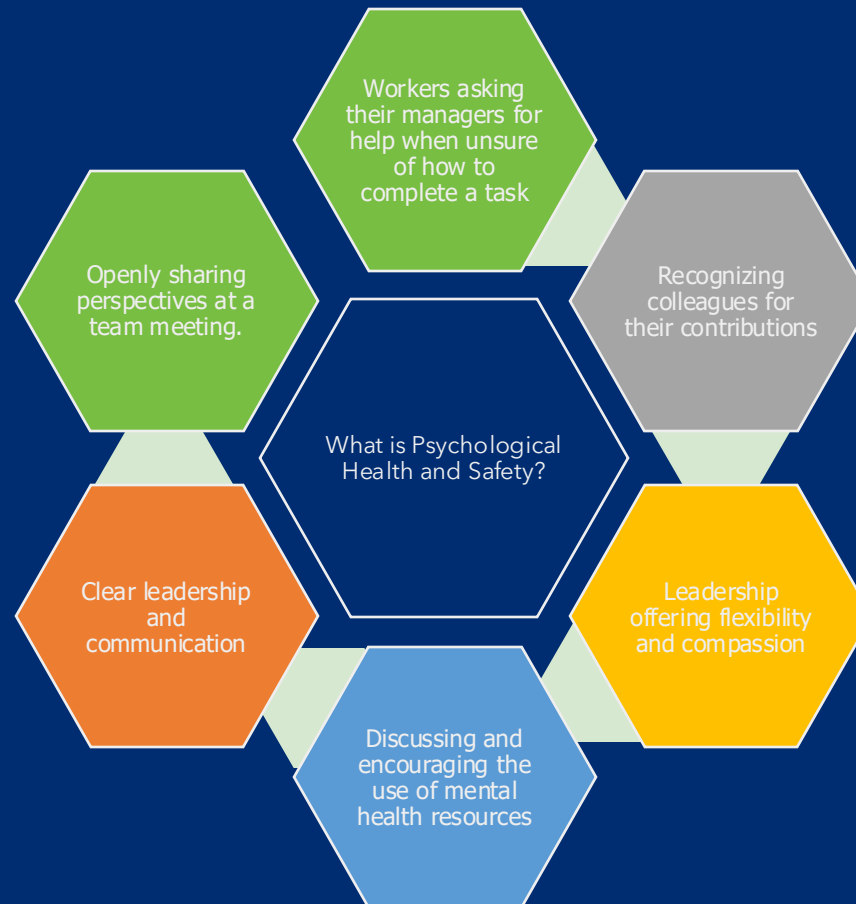 Workers asking
their managers for
help when unsure
of how to
complete a task
Openly sharing
perspectives at a
team meeting.
Recognizing
colleagues for
their contributions
What is Psychological
Health and Safety?
Clear leadership
and
communication
Leadership
offering flexibility
and compassion
Discussing and
encouraging the
use of mental
health resources